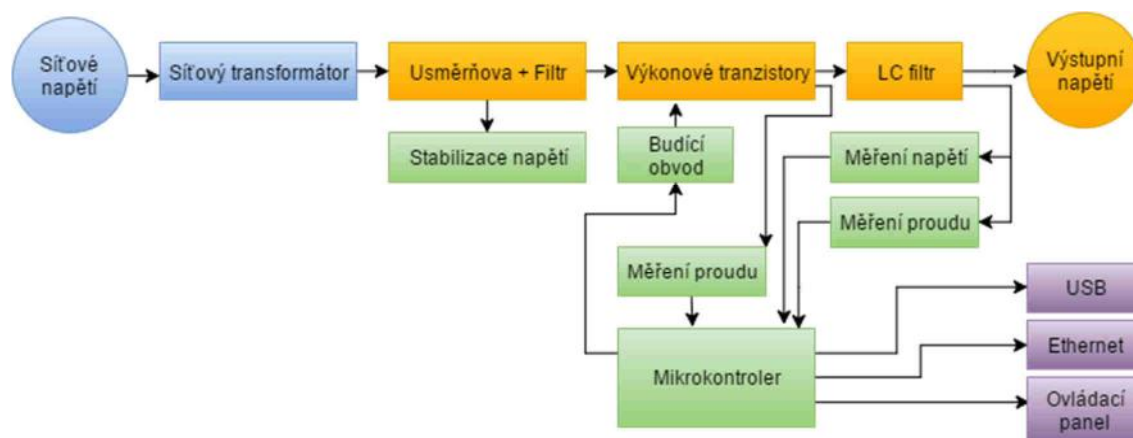 Síťové
napětí
Síťový transformátor
Usměrňova + Filtr
Výkonové tranzistory
LC filtr
Výstupní
napětí
Stabilizace napětí
Budící
obvod
Měření napětí
Měření proudu
Měření proudu
USB
Mikrokontroler
Ethernet
Ovládací
panel